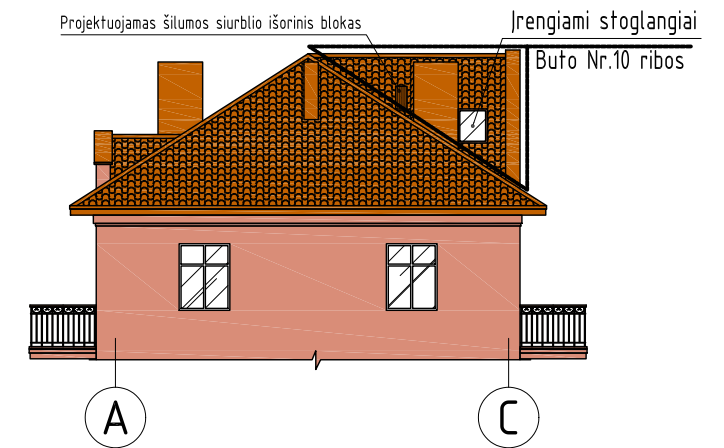 Projektuojamas šilumos siurblio išorinis blokas
Įrengiami stoglangiai
Buto Nr.10 ribos
A
C